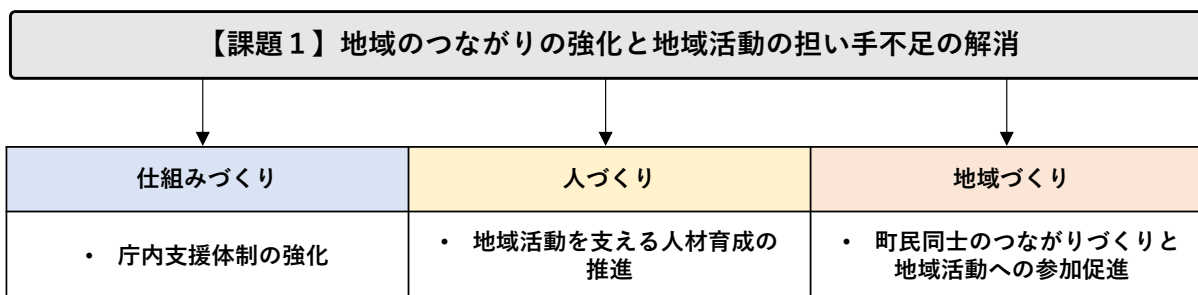 【課題１】地域のつながりの強化と地域活動の担い手不足の解消
仕組みづくり
人づくり
地域づくり
• 庁内支援体制の強化
• 地域活動を支える人材育成の
推進
• 町民同士のつながりづくりと
地域活動への参加促進